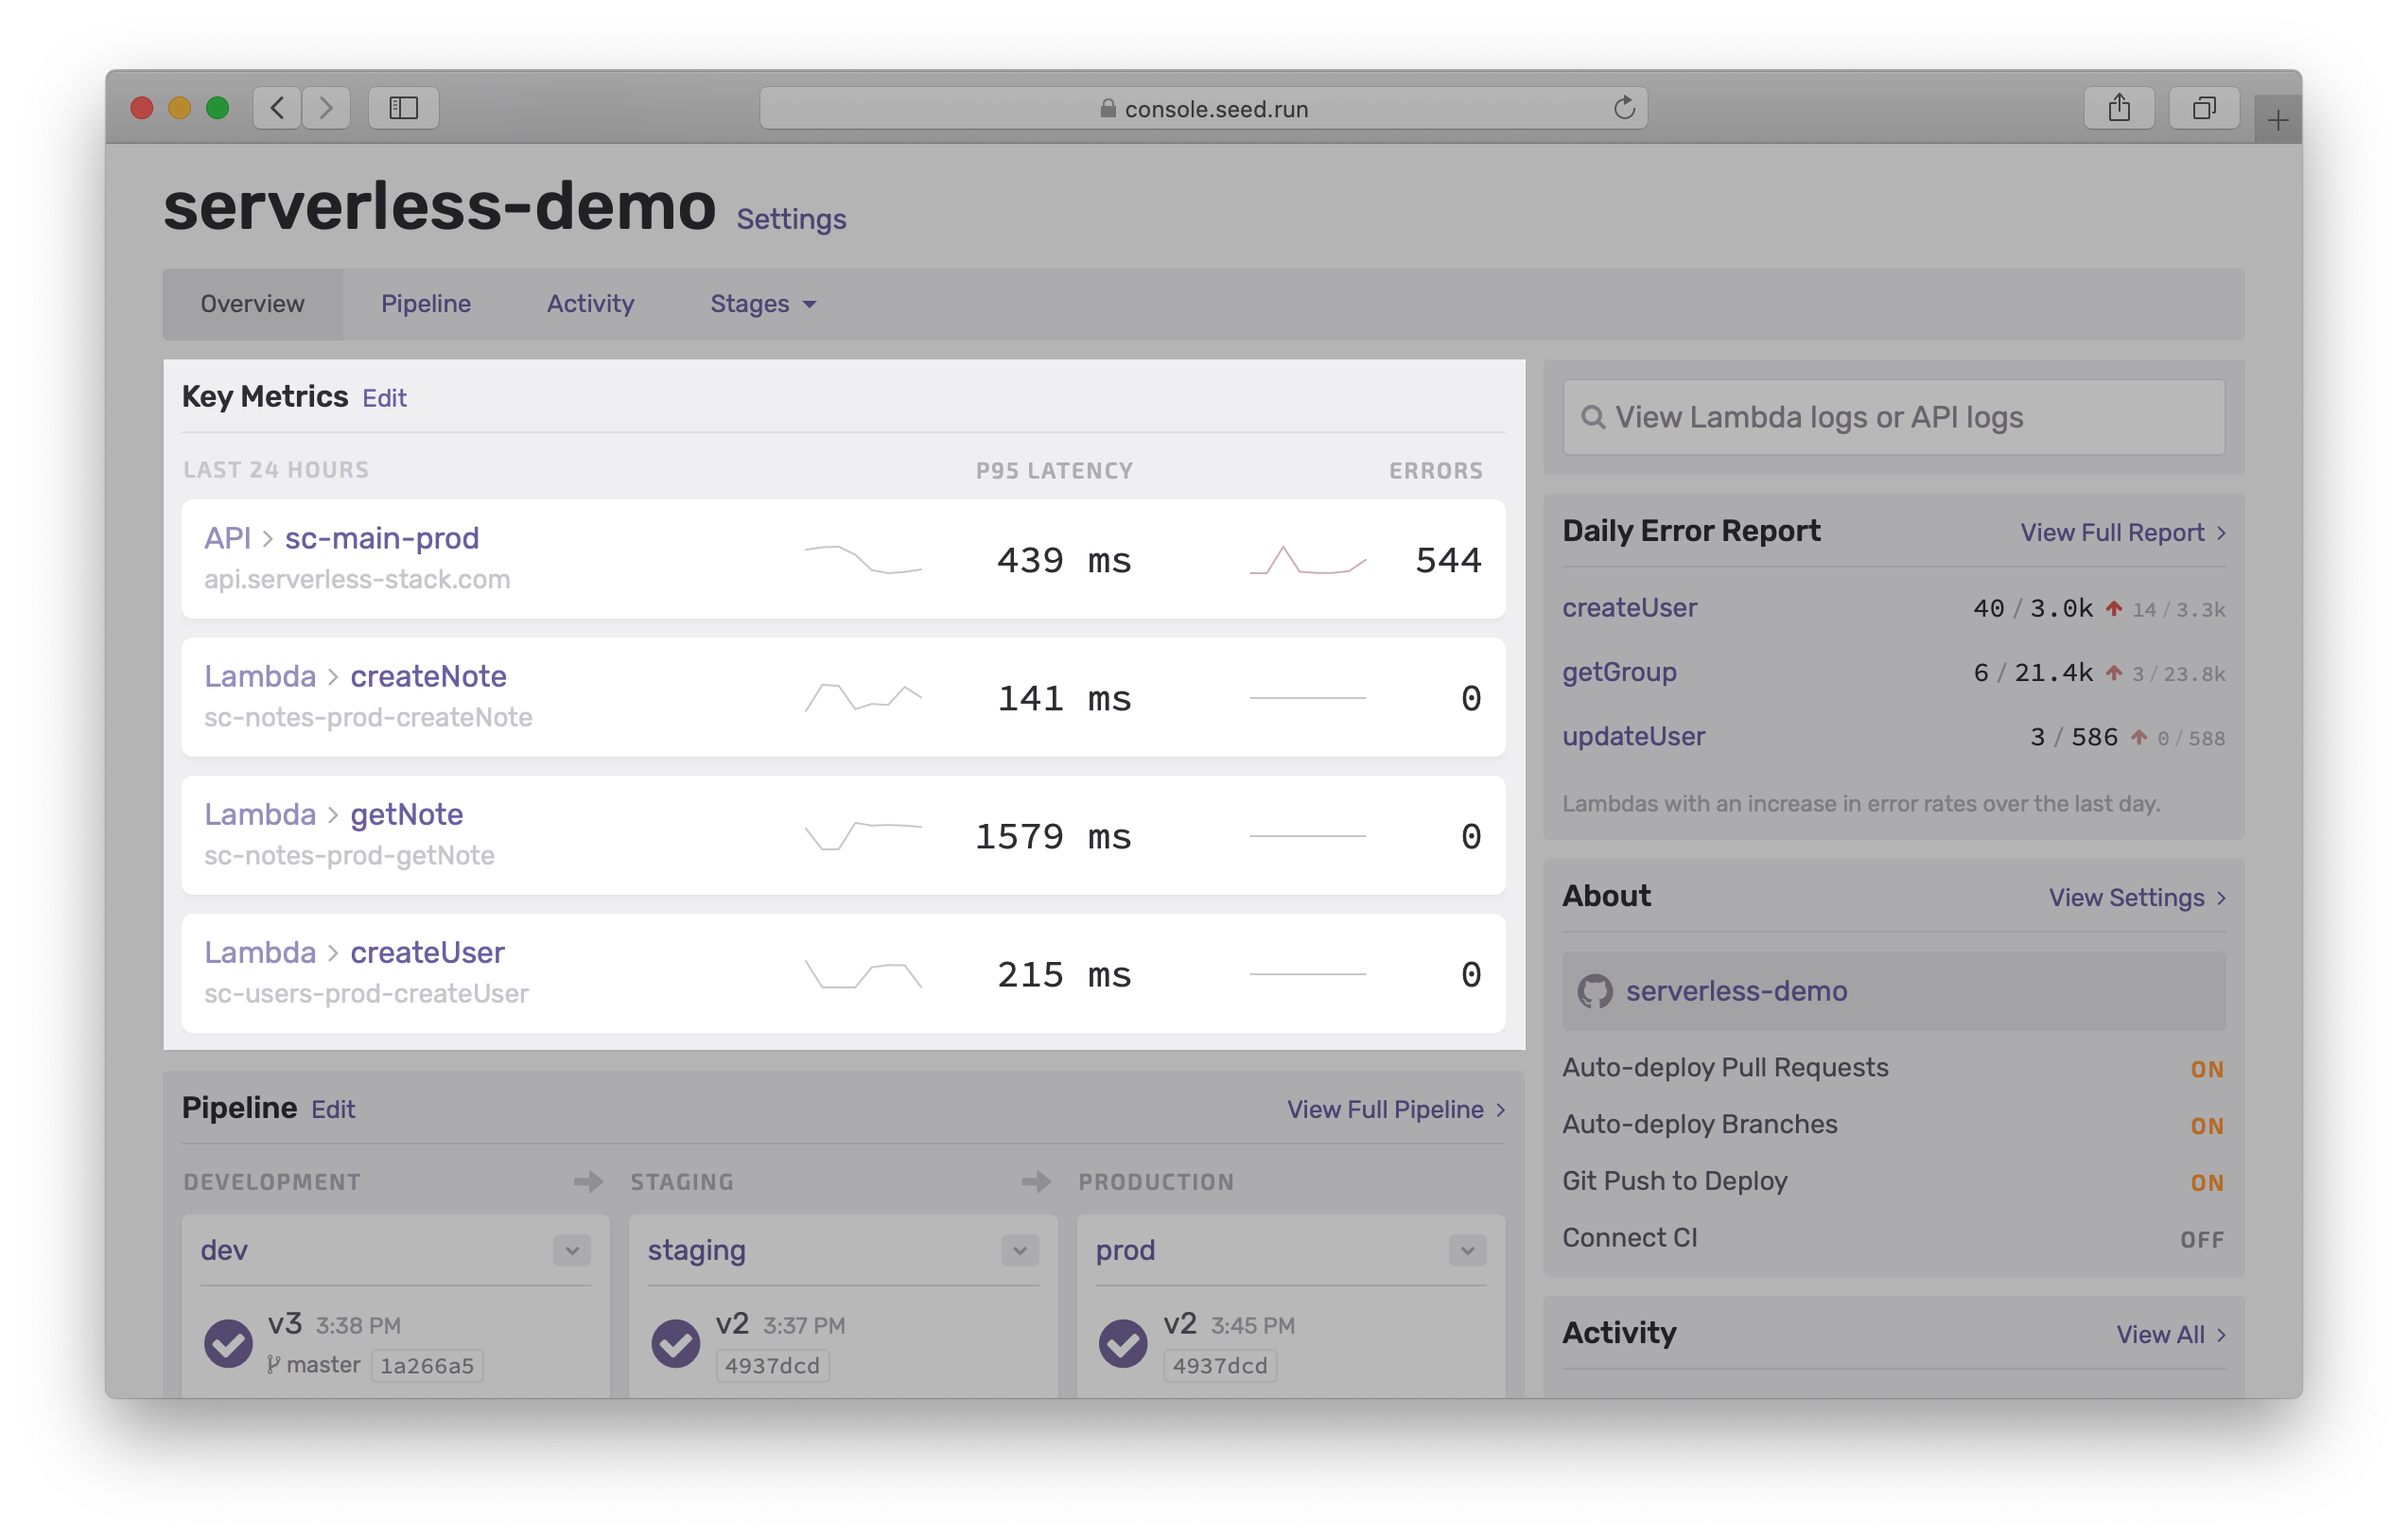 console.seed.run
serverless-demo Settings
Overview Pipeline Activity Stages
Key Metrics Edit
LAST 24 HOURS P95 LATENCY ERRORS
API > sc-main-prod
api.serverless-stack.com
439 ms 544
Lambda > createNote
sc-notes-prod-createNote
141 ms 0
Lambda > getNote
sc-notes-prod-getNote
1579 ms 0
Lambda > createUser
sc-users-prod-createUser
215 ms 0
Pipeline Edit View Full Pipeline >
DEVELOPMENT STAGING PRODUCTION
dev staging prod
v3 3:38 PM v2 3:37 PM v2 3:45 PM
master 1a266a5 4937dcd 4937dcd
View Lambda logs or API logs
Daily Error Report View Full Report >
createUser 40 / 3.0k 14 / 3.3k
getGroup 6 / 21.4k 3 / 23.8k
updateUser 3 / 586 0 / 588
Lambdas with an increase in error rates over the last day.
About View Settings >
serverless-demo
Auto-deploy Pull Requests ON
Auto-deploy Branches ON
Git Push to Deploy ON
Connect CI OFF
Activity View All >